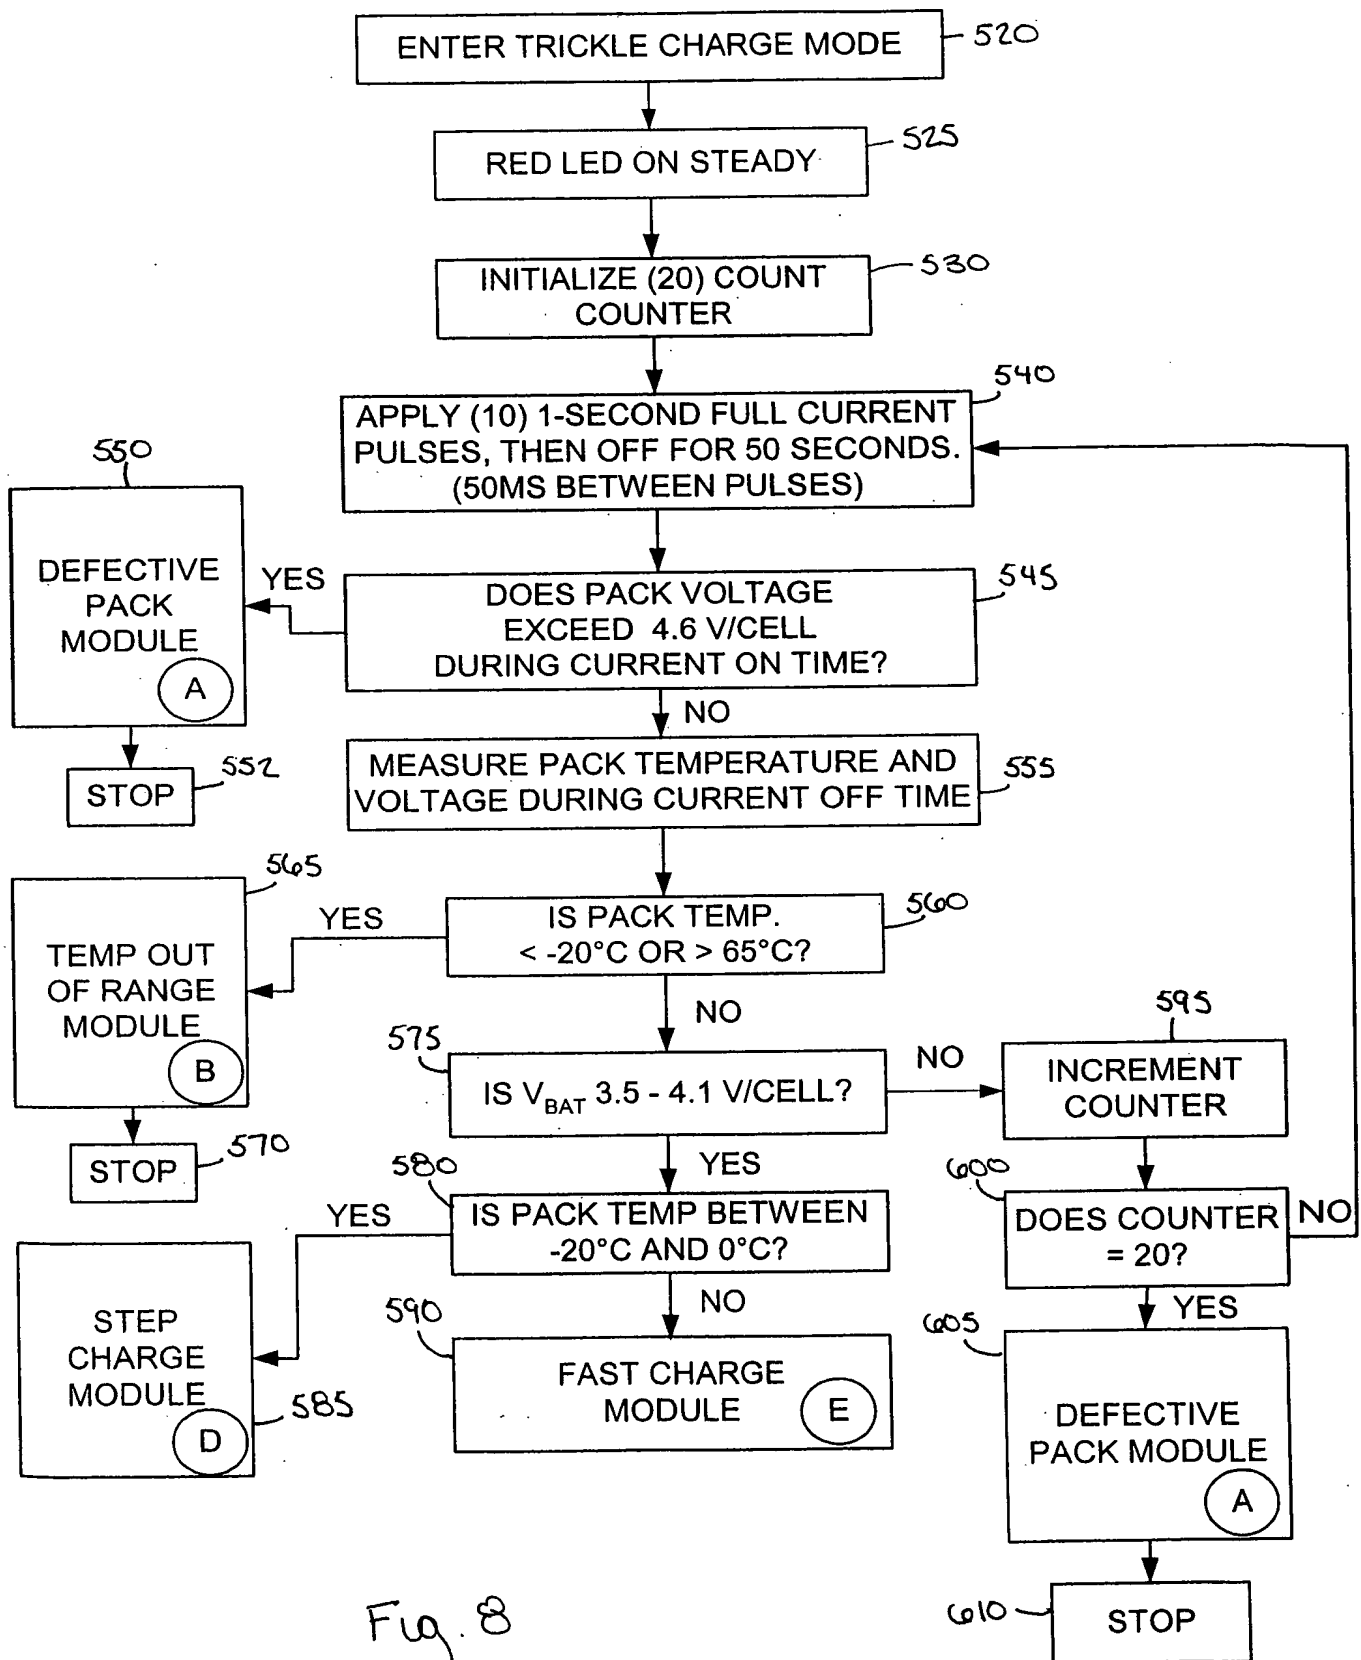 ENTER TRICKLE CHARGE MODE
520
RED LED ON STEADY
525
INITIALIZE (20) COUNT
COUNTER
530
APPLY (10) 1-SECOND FULL CURRENT
PULSES, THEN OFF FOR 50 SECONDS.
(50MS BETWEEN PULSES)
540
550
DEFECTIVE
PACK
MODULE
A
YES
DOES PACK VOLTAGE
EXCEED 4.6 V/CELL
DURING CURRENT ON TIME?
545
NO
STOP
552
MEASURE PACK TEMPERATURE AND
VOLTAGE DURING CURRENT OFF TIME
555
565
TEMP OUT
OF RANGE
MODULE
B
YES
IS PACK TEMP.
< -20°C OR > 65°C?
560
NO
STOP
570
575
IS VBAT 3.5 - 4.1 V/CELL?
NO
595
INCREMENT
COUNTER
YES
580
IS PACK TEMP BETWEEN
-20°C AND 0°C?
YES
600
DOES COUNTER
= 20?
NO
STEP
CHARGE
MODULE
D
585
NO
590
FAST CHARGE
MODULE
E
YES
605
DEFECTIVE
PACK MODULE
A
610
STOP
Fig. 8